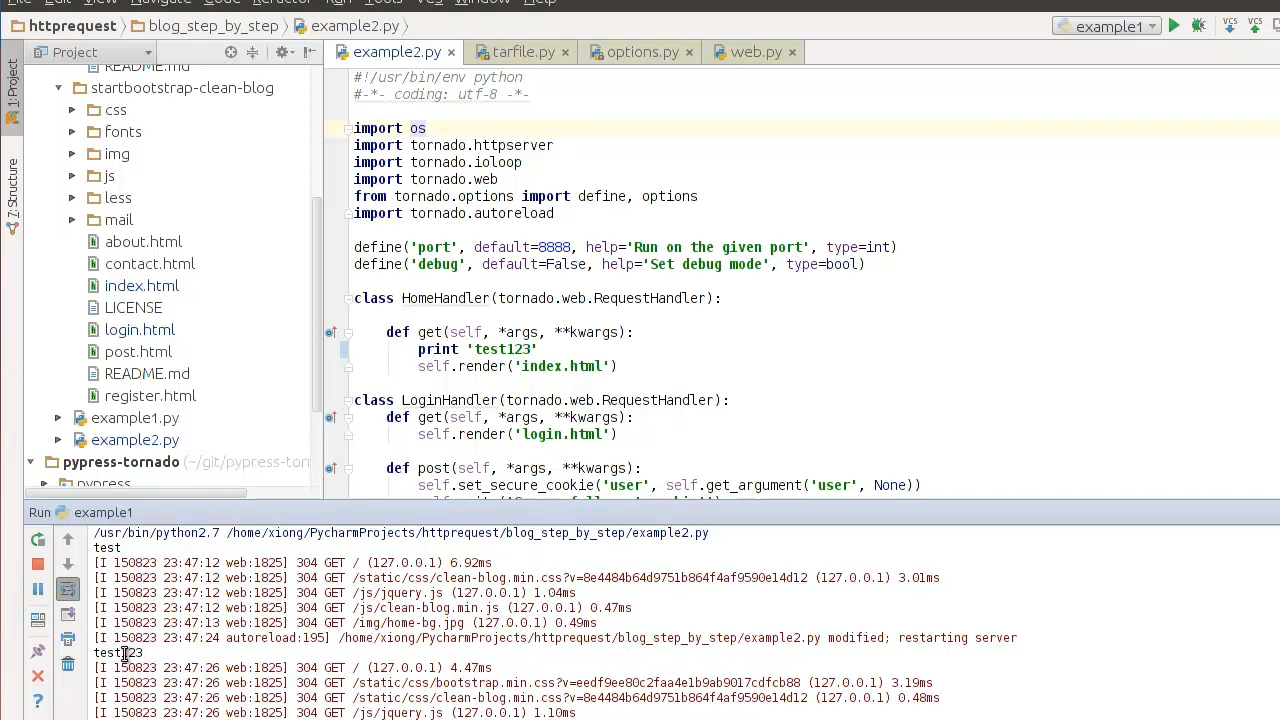 File Edit View Navigate Code Refactor Run Tools VCS Window Help
httprequest blog_step_by_step example2.py example1 VCS VCS
1: Project
7: Structure
Project
README.md
startbootstrap-clean-blog
css
fonts
img
js
less
mail
about.html
contact.html
index.html
LICENSE
login.html
post.html
README.md
register.html
example1.py
example2.py
pypress-tornado (~/git/pypress-torn
pypress
example2.py tarfile.py options.py web.py
#!/usr/bin/env python
#-*- coding: utf-8 -*-
import os
import tornado.httpserver
import tornado.ioloop
import tornado.web
from tornado.options import define, options
import tornado.autoreload
define('port', default=8888, help='Run on the given port', type=int)
define('debug', default=False, help='Set debug mode', type=bool)
class HomeHandler(tornado.web.RequestHandler):
def get(self, *args, **kwargs):
print 'test123'
self.render('index.html')
class LoginHandler(tornado.web.RequestHandler):
def get(self, *args, **kwargs):
self.render('login.html')
def post(self, *args, **kwargs):
self.set_secure_cookie('user', self.get_argument('user', None))
Run example1
/usr/bin/python2.7 /home/xiong/PycharmProjects/httprequest/blog_step_by_step/example2.py
test
[I 150823 23:47:12 web:1825] 304 GET / (127.0.0.1) 6.92ms
[I 150823 23:47:12 web:1825] 304 GET /static/css/clean-blog.min.css?v=8e4484b64d9751b864f4af9590e14d12 (127.0.0.1) 3.01ms
[I 150823 23:47:12 web:1825] 304 GET /js/jquery.js (127.0.0.1) 1.04ms
[I 150823 23:47:12 web:1825] 304 GET /js/clean-blog.min.js (127.0.0.1) 0.47ms
[I 150823 23:47:13 web:1825] 304 GET /img/home-bg.jpg (127.0.0.1) 0.49ms
[I 150823 23:47:24 autoreload:195] /home/xiong/PycharmProjects/httprequest/blog_step_by_step/example2.py modified; restarting server
test123
[I 150823 23:47:26 web:1825] 304 GET / (127.0.0.1) 4.47ms
[I 150823 23:47:26 web:1825] 304 GET /static/css/bootstrap.min.css?v=eedf9ee80c2faa4e1b9ab9017cdfcb88 (127.0.0.1) 3.19ms
[I 150823 23:47:26 web:1825] 304 GET /static/css/clean-blog.min.css?v=8e4484b64d9751b864f4af9590e14d12 (127.0.0.1) 0.48ms
[I 150823 23:47:26 web:1825] 304 GET /js/jquery.js (127.0.0.1) 1.10ms